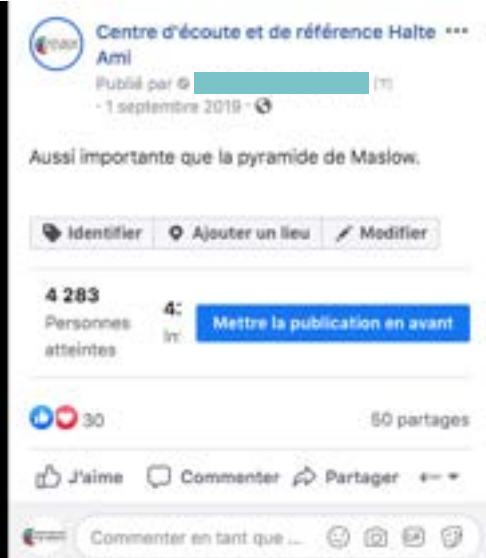 Centre d'écoute et de référence Halte
Ami
Publié par
· 1 septembre 2019 ·
Aussi importante que la pyramide de Maslow.
Identifier Ajouter un lieu Modifier
4 283
Personnes
atteintes
Mettre la publication en avant
30 50 partages
J'aime Commenter Partager
Commenter en tant que ...